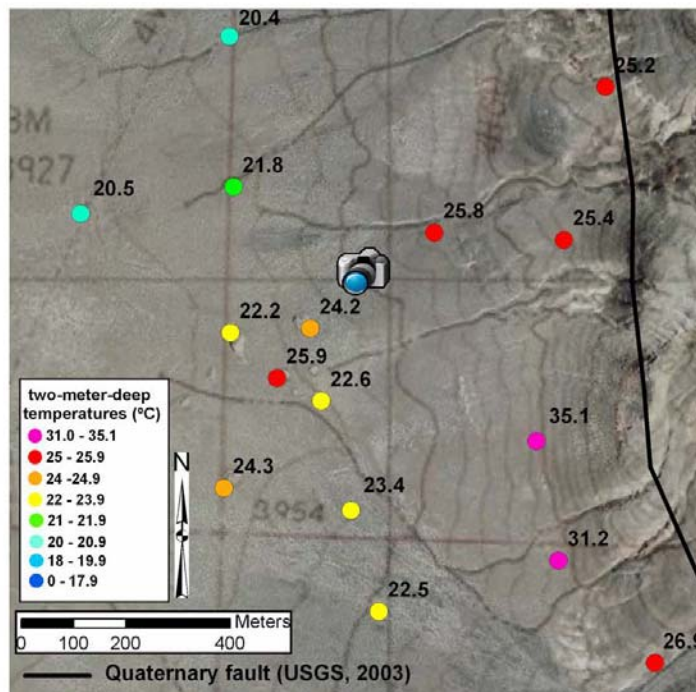 20.4
25.2
3M
3927
21.8
20.5
25.8
25.4
22.2
24.2
25.9
22.6
two-meter-deep
temperatures (ºC)
31.0 - 35.1
25 - 25.9
24 -24.9
22 - 23.9
21 - 21.9
20 - 20.9
18 - 19.9
0 - 17.9
N
35.1
24.3
23.4
3954
31.2
22.5
Meters
0 100 200 400
26.9
Quaternary fault (USGS, 2003)